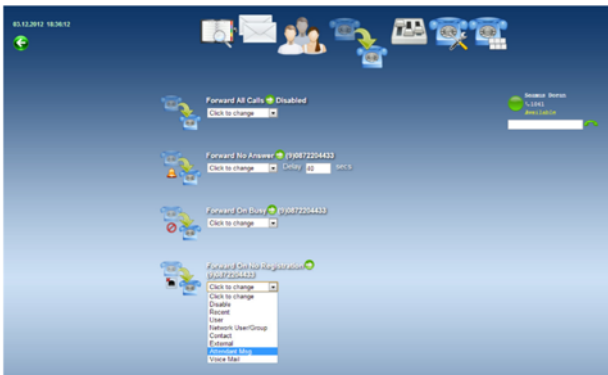 03.12.2012 18:36:12
Forward All Calls Disabled
Click to change
Forward No Answer (9)0872204433
Click to change Delay 40 secs
Forward On Busy (9)0872204433
Click to change
Forward On No Registration
(9)0872204433
Click to change
Click to change
Disable
Recent
User
Network User/Group
Contact
External
Attendant Msg
Voice Mail
Available